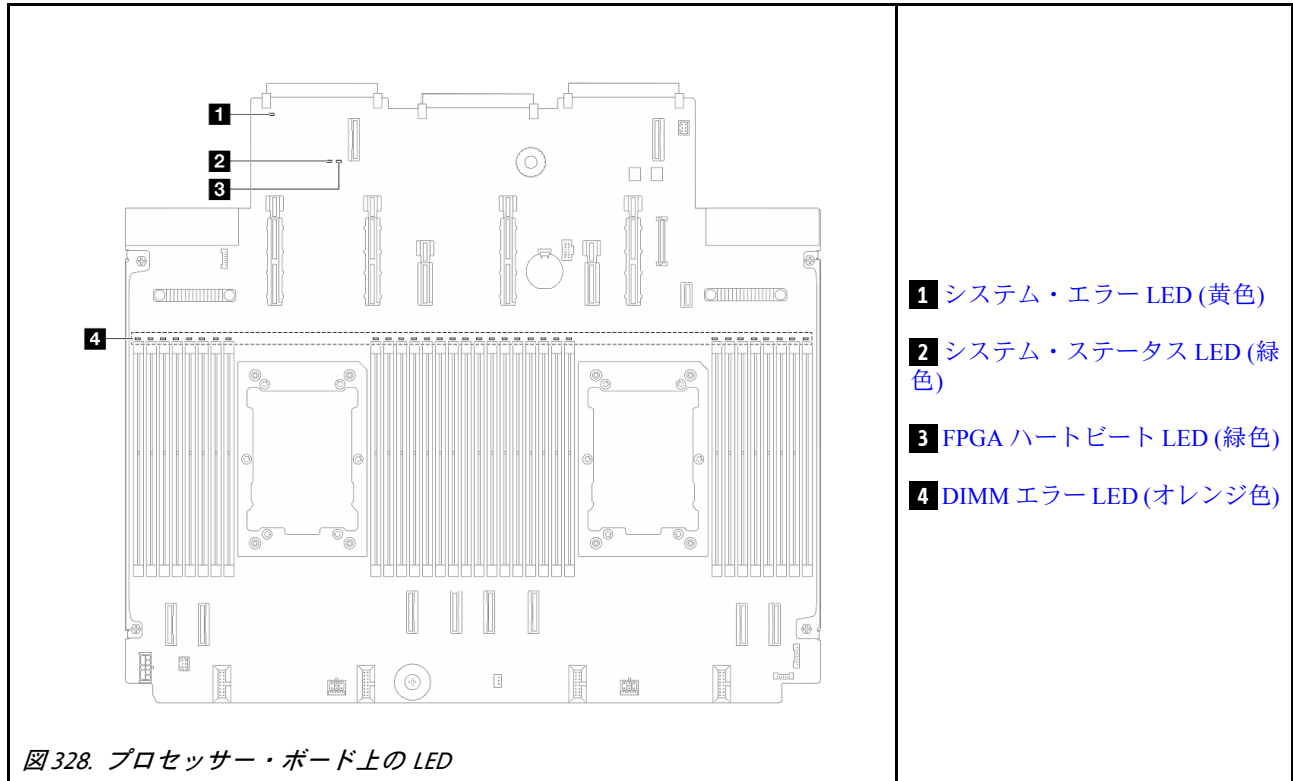 1
2
3
4
1 システム・エラー LED (黄色)
2 システム・ステータス LED (緑
色)
3 FPGA ハートビート LED (緑色)
4 DIMM エラー LED (オレンジ色)
図 328. プロセッサー・ボード上の LED